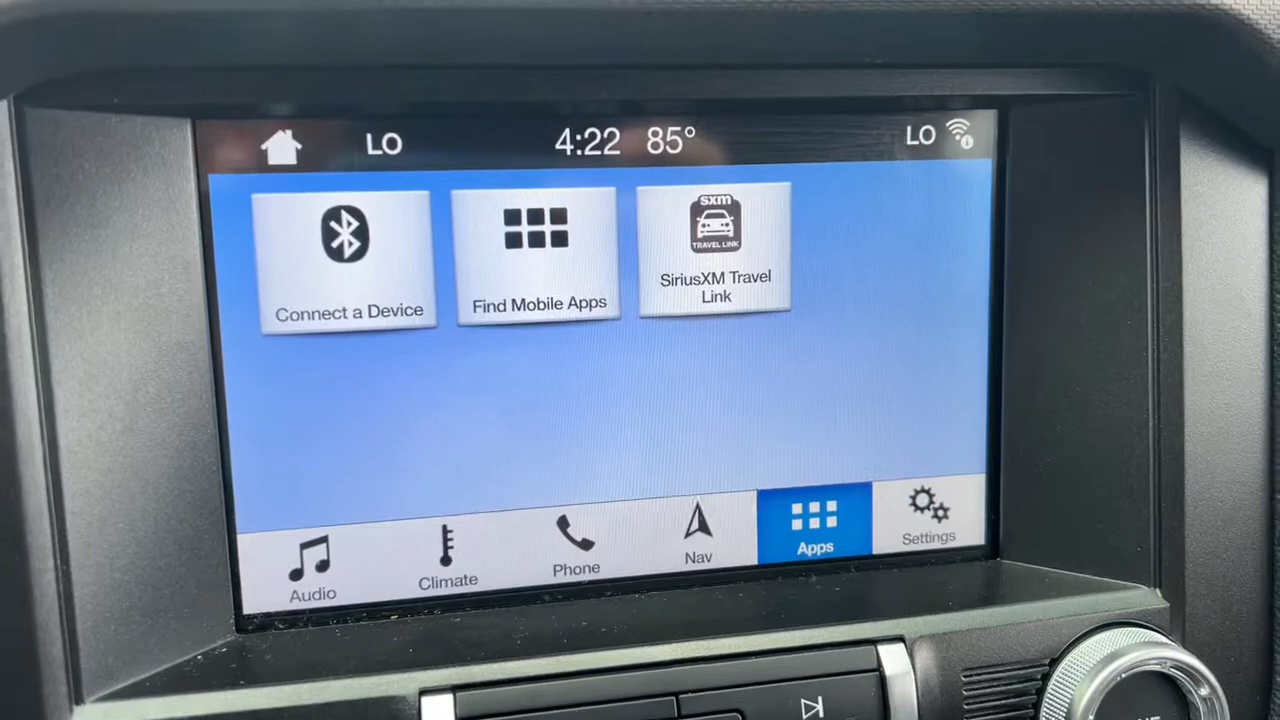 LO 4:22 85° LO
Connect a Device
Find Mobile Apps
sxm
TRAVEL LINK
SiriusXM Travel
Link
Audio
Climate
Phone
Nav
Apps
Settings